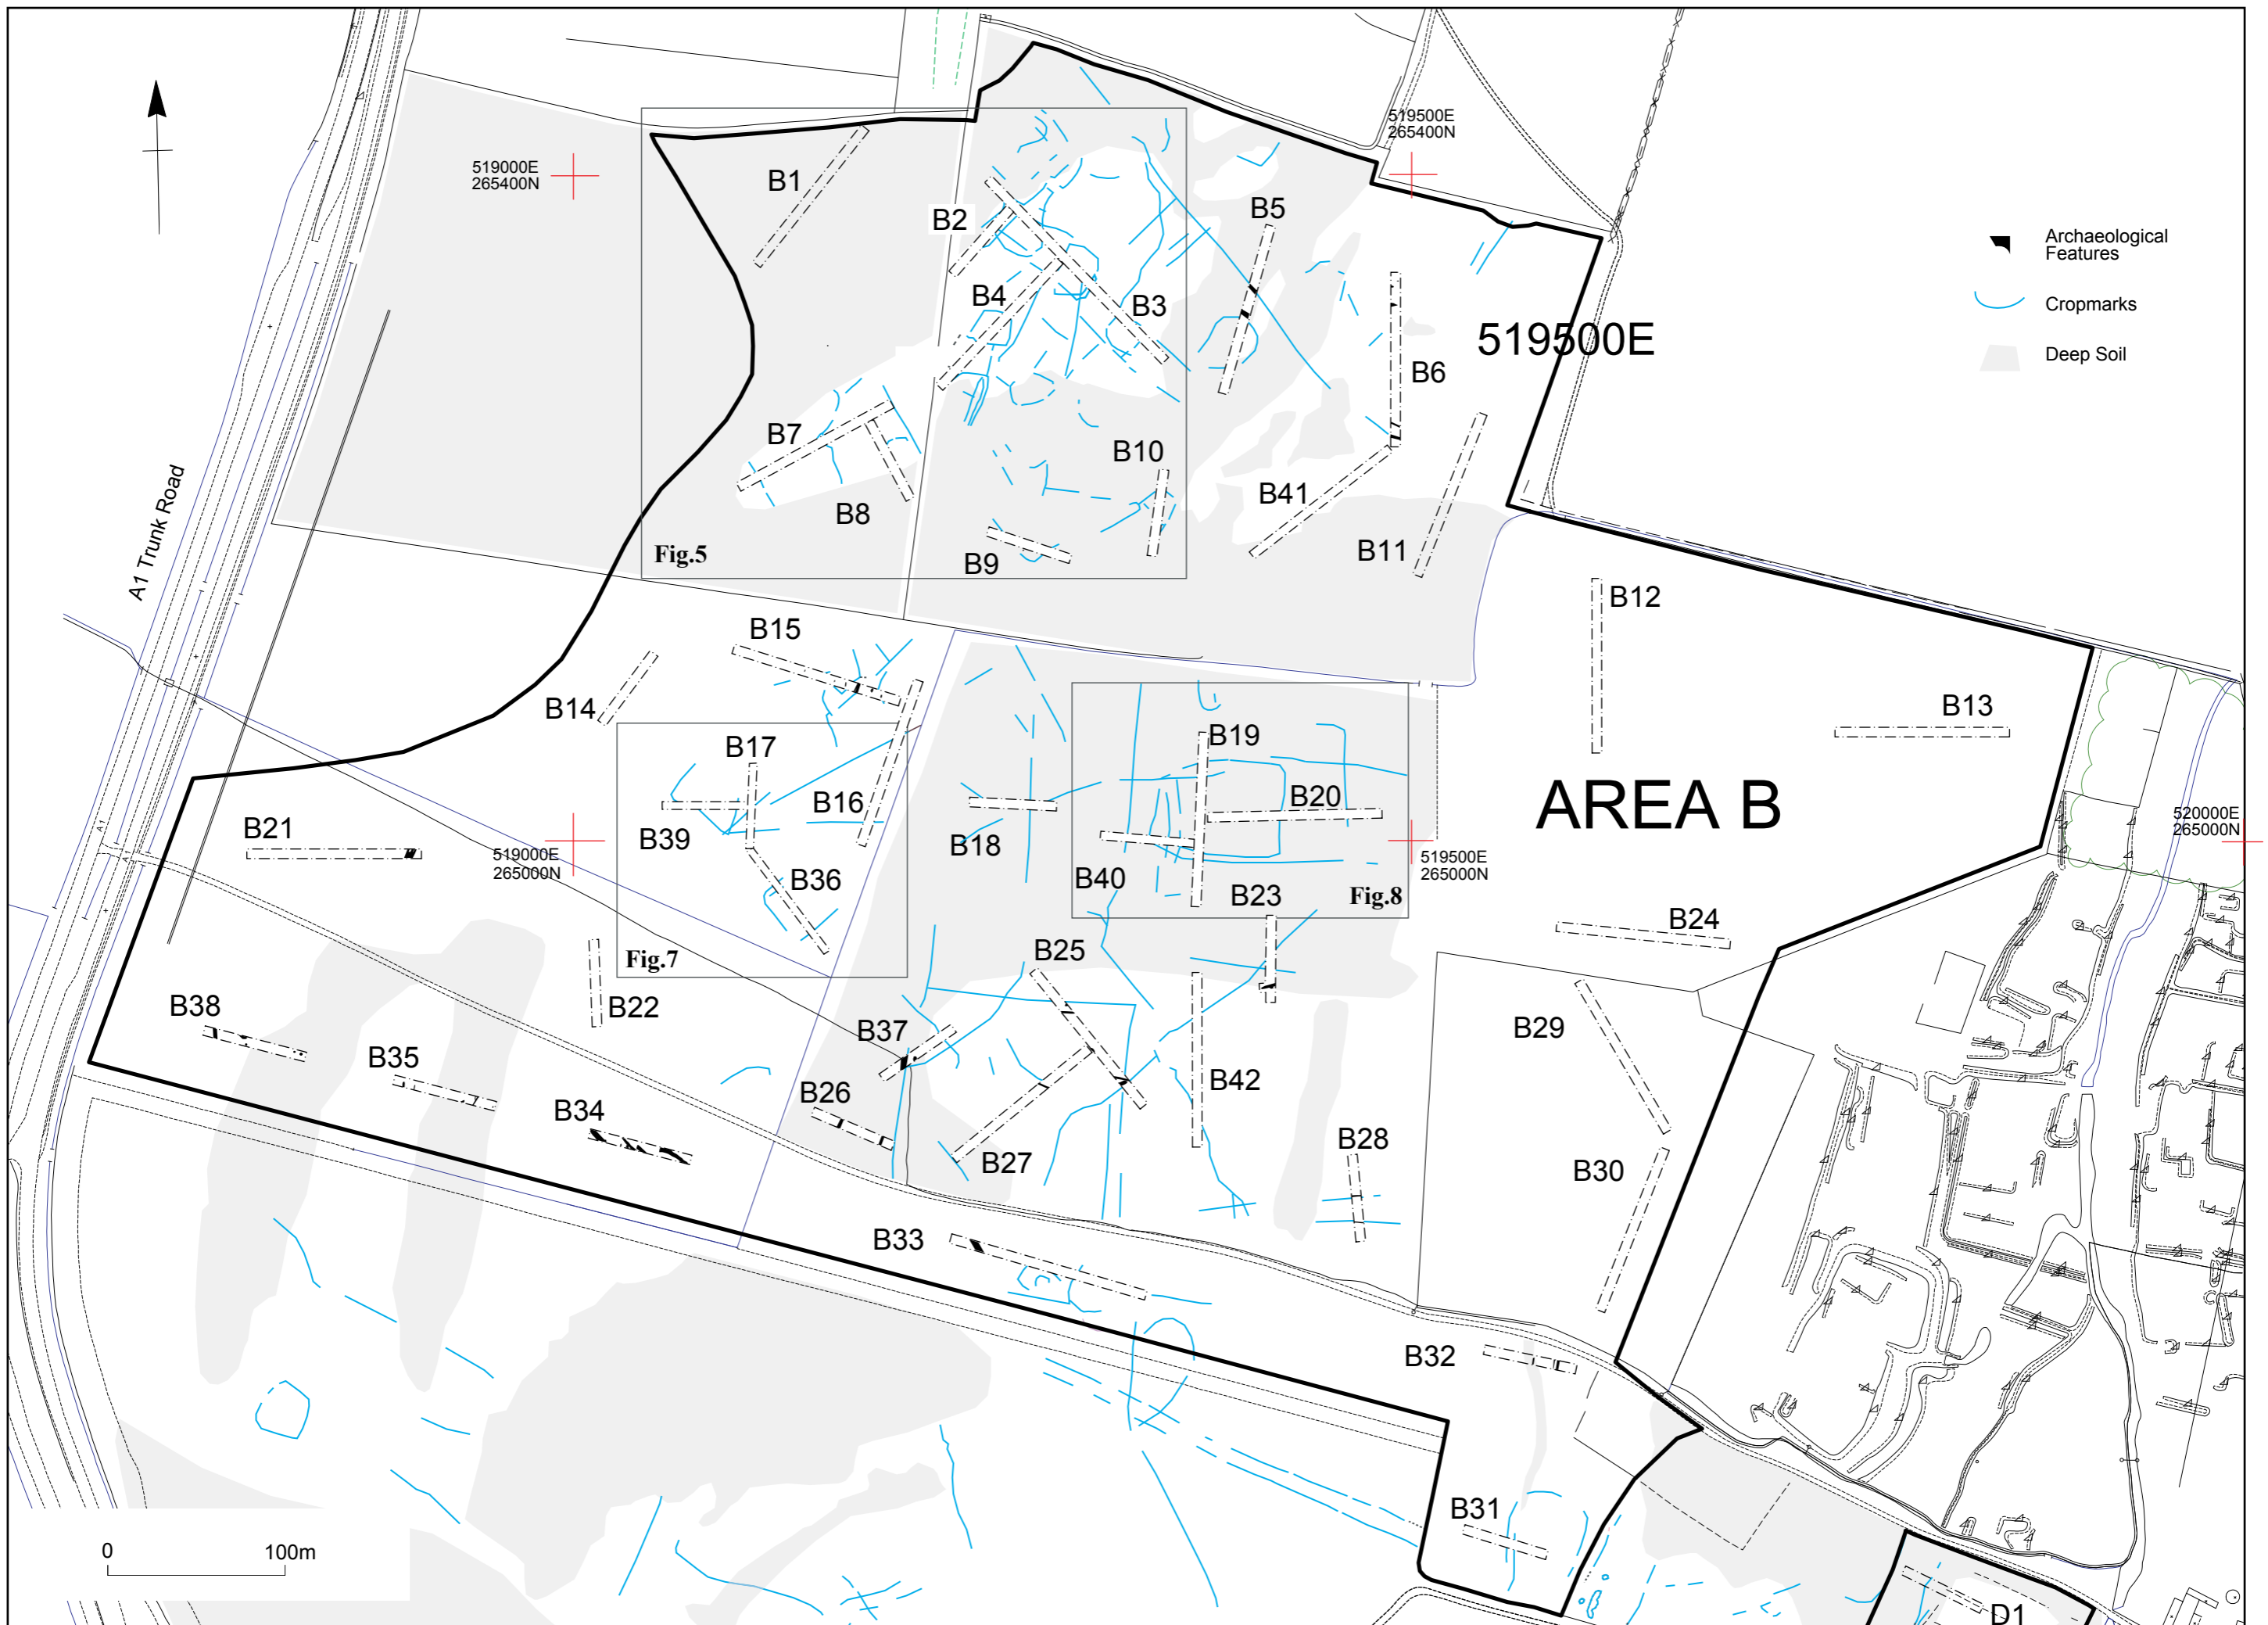 519500E
265400N
519000E
265400N
B1
B2
B5
Archaeological
Features
Cropmarks
Deep Soil
B4
B3
519500E
B6
B7
B10
B8
B41
B11
B9
Fig.5
A1 Trunk Road
B12
B15
B14
B13
B17
B19
B16
B20
AREA B
B21
B39
B18
519000E
265000N
519500E
265000N
520000E
265000N
B36
B40
B23
Fig.8
B24
Fig.7
B25
B22
B38
B37
B29
B35
B42
B26
B34
B27
B28
B30
B33
B32
B31
0
100m
D1
A1